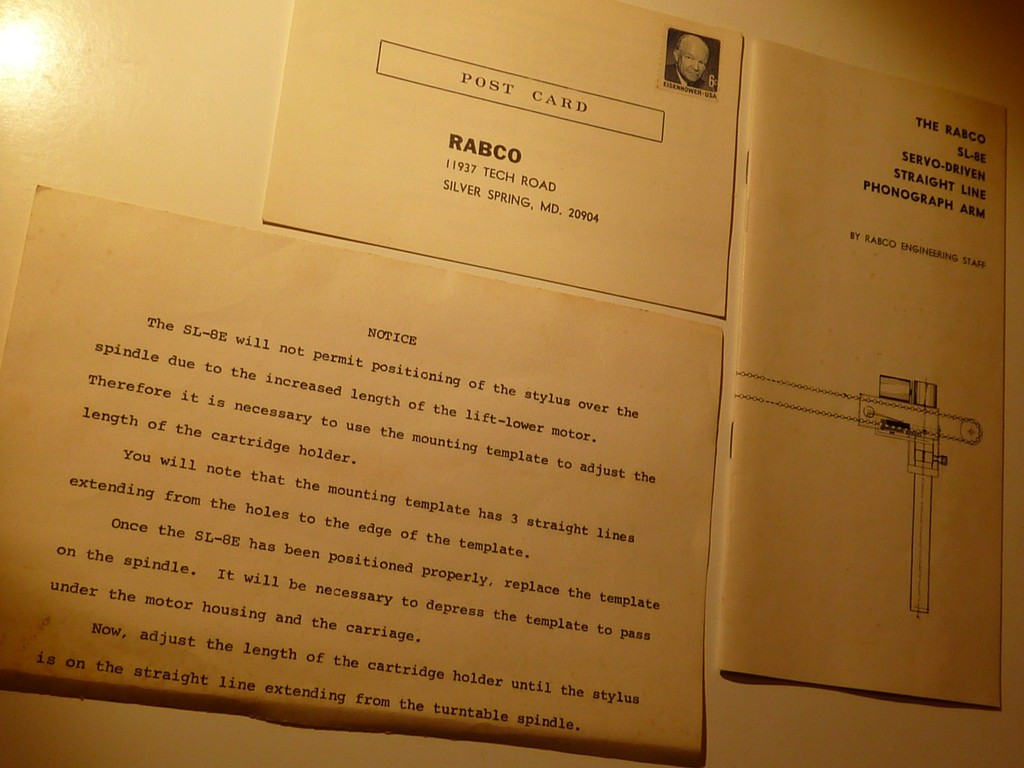 POST CARD
6¢
EISENHOWER·USA
RABCO
11937 TECH ROAD
SILVER SPRING, MD. 20904
THE RABCO
SL-8E
SERVO-DRIVEN
STRAIGHT LINE
PHONOGRAPH ARM
BY RABCO ENGINEERING STAFF
NOTICE
The SL-8E will not permit positioning of the stylus over the
spindle due to the increased length of the lift-lower motor.
Therefore it is necessary to use the mounting template to adjust the
length of the cartridge holder.
You will note that the mounting template has 3 straight lines
extending from the holes to the edge of the template.
Once the SL-8E has been positioned properly, replace the template
on the spindle. It will be necessary to depress the template to pass
under the motor housing and the carriage.
Now, adjust the length of the cartridge holder until the stylus
is on the straight line extending from the turntable spindle.